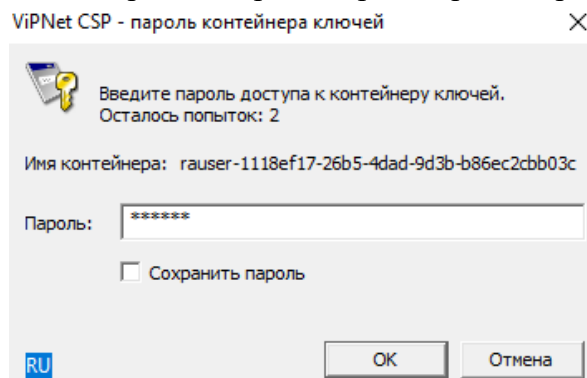 ViPNet CSP - пароль контейнера ключей
Введите пароль доступа к контейнеру ключей.
Осталось попыток: 2
Имя контейнера: rauser-1118ef17-26b5-4dad-9d3b-b86ec2cbb03c
Пароль: ******
Сохранить пароль
RU OK Отмена